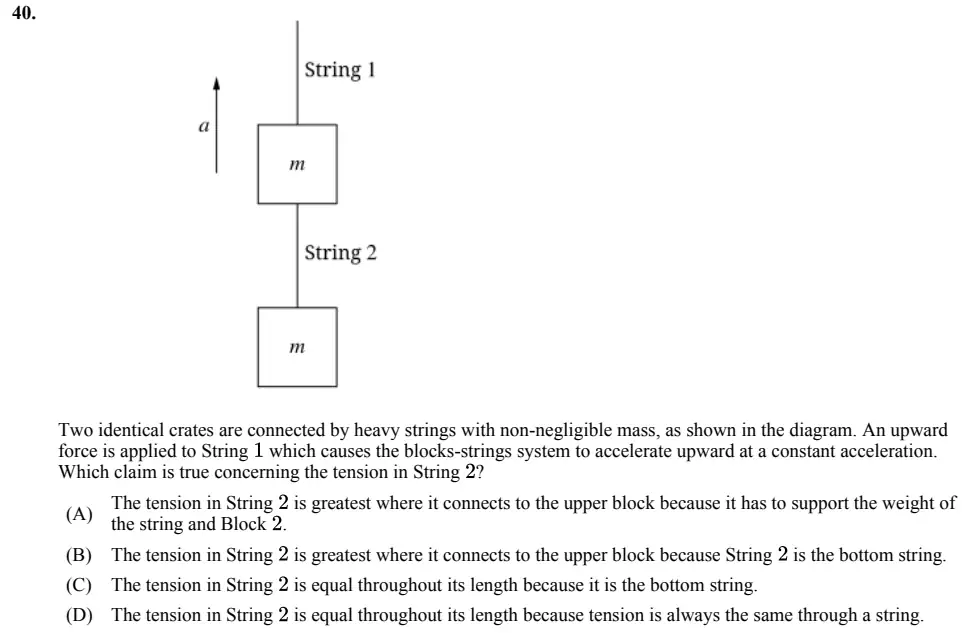 40.
String 1
a
m
String 2
m
Two identical crates are connected by heavy strings with non-negligible mass, as shown in the diagram. An upward
force is applied to String 1 which causes the blocks-strings system to accelerate upward at a constant acceleration.
Which claim is true concerning the tension in String 2?
(A) The tension in String 2 is greatest where it connects to the upper block because it has to support the weight of
the string and Block 2.
(B) The tension in String 2 is greatest where it connects to the upper block because String 2 is the bottom string.
(C) The tension in String 2 is equal throughout its length because it is the bottom string.
(D) The tension in String 2 is equal throughout its length because tension is always the same through a string.